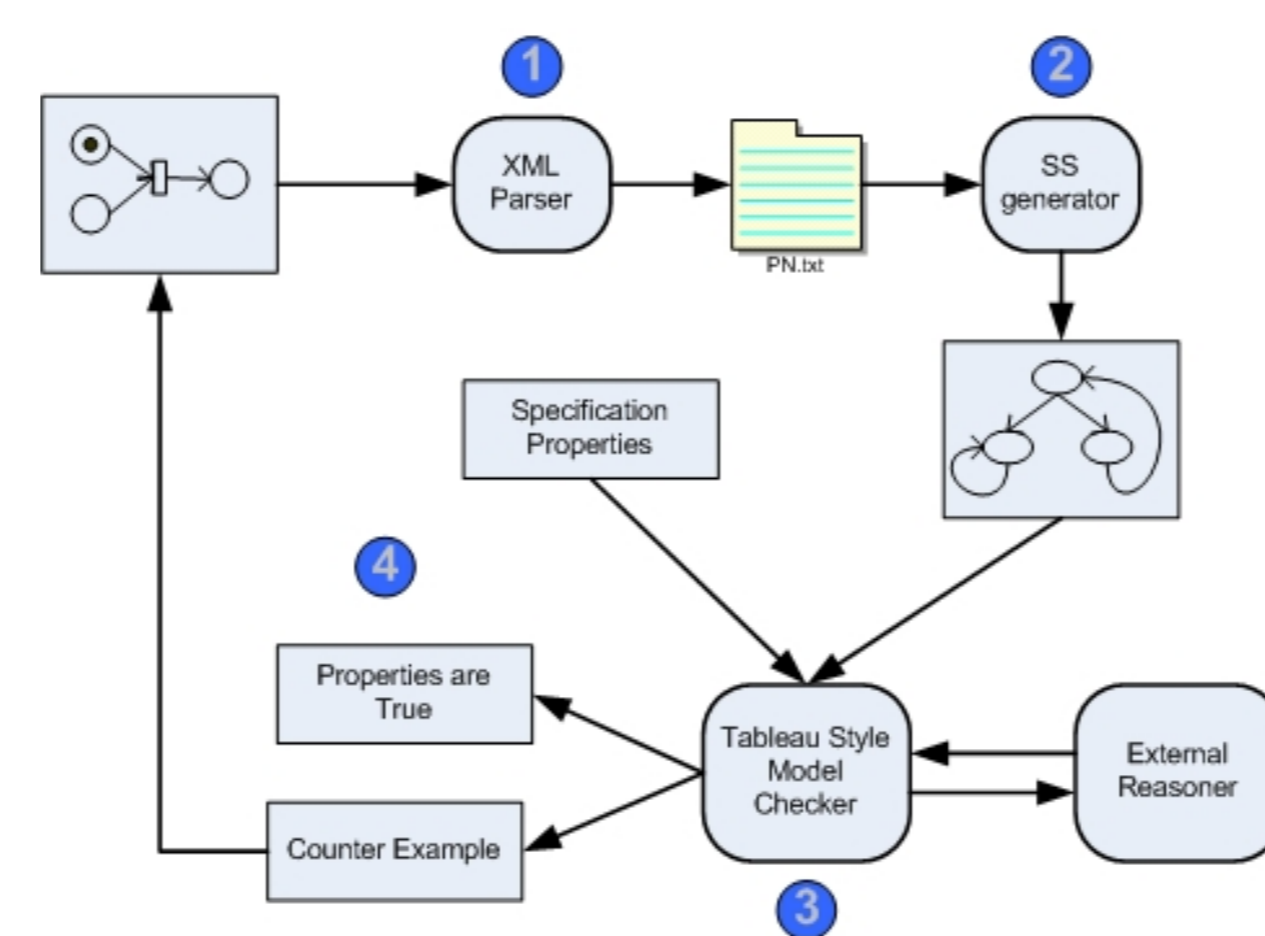 1
2
XML
Parser
SS
generator
PN.txt
Specification
Properties
4
Properties are
True
Tableau Style
Model
Checker
External
Reasoner
Counter Example
3